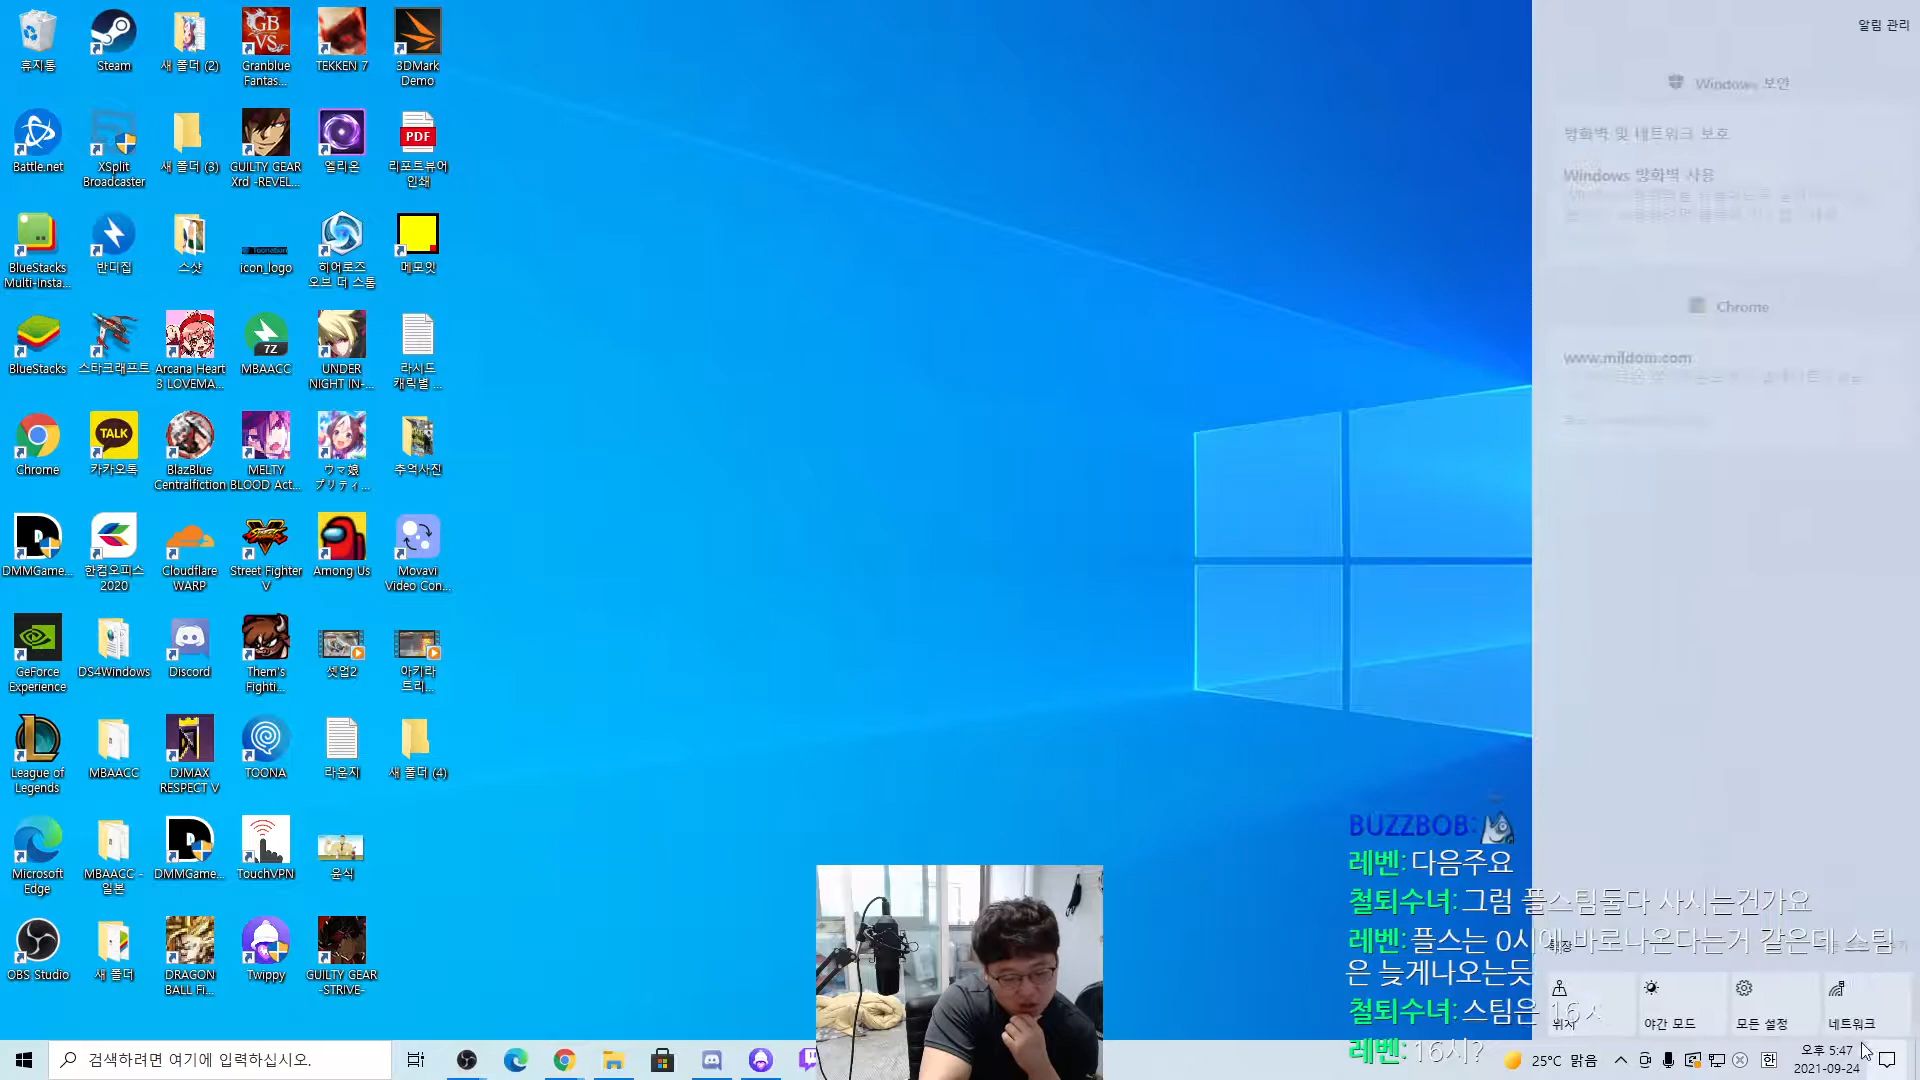 휴지통
Steam
새 폴더 (2)
Granblue
Fantas...
TEKKEN 7
3DMark
Demo
Battle.net
XSplit
Broadcaster
새 폴더 (3)
GUILTY GEAR
Xrd -REVEL...
엘리온
PDF
리포트뷰어
인쇄
BlueStacks
Multi-Insta...
반디집
스샷
icon_logo
히어로즈
오브 더 스톰
메모잇
BlueStacks
스타크래프트
Arcana Heart
3 LOVEMA...
7Z
MBAACC
UNDER
NIGHT IN-...
라시드
캐릭별 ...
Chrome
TALK
카카오톡
BlazBlue
Centralfiction
MELTY
BLOOD Act...
ウマ娘
プリティ...
추억사진
DMMGame...
한컴오피스
2020
Cloudflare
WARP
Street Fighter
V
Among Us
Movavi
Video Con...
GeForce
Experience
DS4Windows
Discord
Them's
Fighti...
셋업2
아키라
트리...
League of
Legends
MBAACC
DJMAX
RESPECT V
TOONA
라운지
새 폴더 (4)
Microsoft
Edge
MBAACC -
일본
DMMGame...
TouchVPN
윤식
OBS Studio
새 폴더
DRAGON
BALL Fi...
Twippy
GUILTY GEAR
-STRIVE-
알림 관리
Windows 보안
방화벽 및 네트워크 보호
Windows 방화벽 사용
Chrome
www.mildom.com
BUZZBOB:
레벤: 다음주요
철퇴수녀: 그럼 플스팀둘다 사시는건가요
레벤: 플스는 0시에 바로나온다는거 같은데 스팀
은 늦게나오는듯
철퇴수녀: 스팀은 16시
레벤: 16시?
위치
야간 모드
모든 설정
네트워크
검색하려면 여기에 입력하십시오.
25°C 맑음
한
오후 5:47
2021-09-24